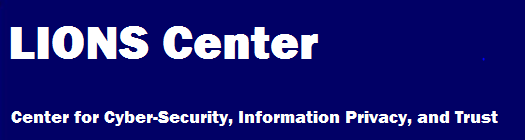 LIONS Center
Center for Cyber-Security, Information Privacy, and Trust